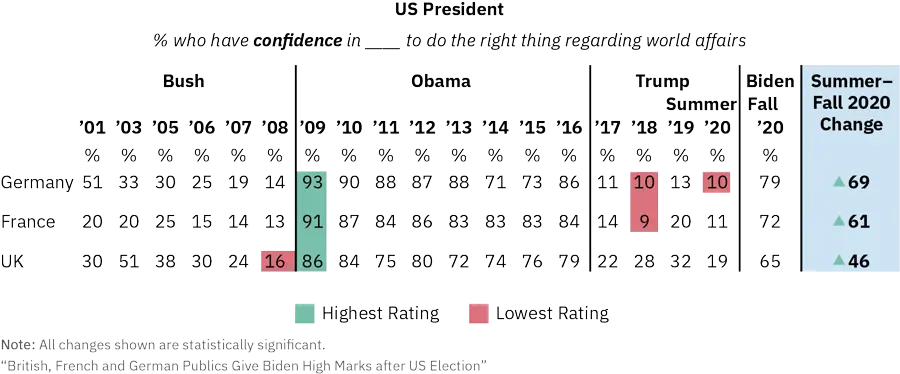 US President
% who have confidence in ____ to do the right thing regarding world affairs
Bush Obama Trump Biden Summer–
Summer Fall Fall 2020
’01 ’03 ’05 ’06 ’07 ’08 ’09 ’10 ’11 ’12 ’13 ’14 ’15 ’16 ’17 ’18 ’19 ’20 ’20 Change
% % % % % % % % % % % % % % % % % % %
Germany 51 33 30 25 19 14 93 90 88 87 88 71 73 86 11 10 13 10 79 ▲69
France 20 20 25 15 14 13 91 87 84 86 83 83 83 84 14 9 20 11 72 ▲61
UK 30 51 38 30 24 16 86 84 75 80 72 74 76 79 22 28 32 19 65 ▲46
Highest Rating Lowest Rating
Note: All changes shown are statistically significant.
“British, French and German Publics Give Biden High Marks after US Election”